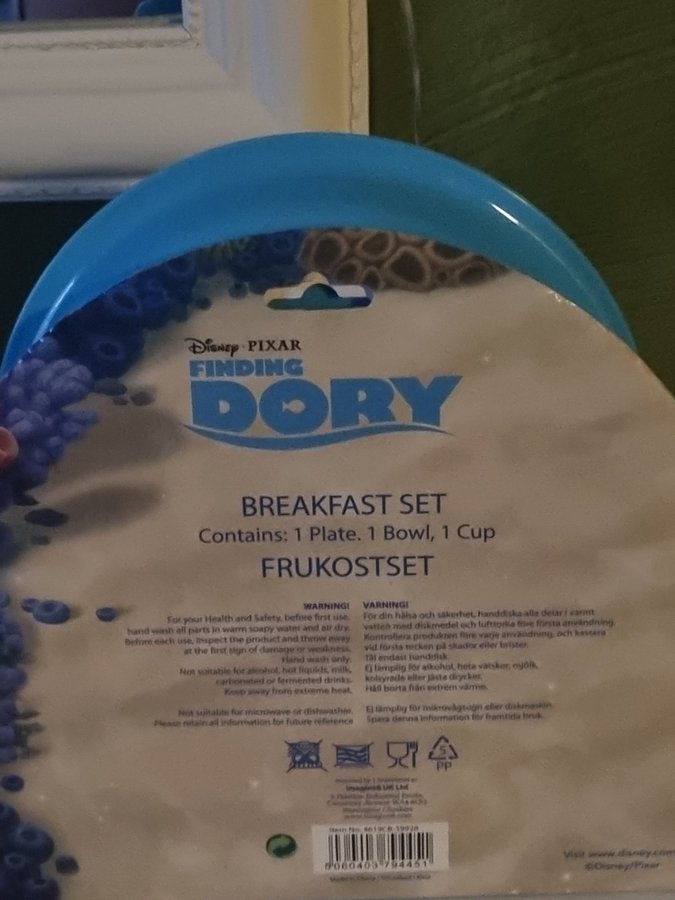 Disney · PIXAR
FINDING
DORY
BREAKFAST SET
Contains: 1 Plate. 1 Bowl, 1 Cup
FRUKOSTSET
WARNING!
For your Health and Safety, before first use,
hand wash all parts in warm soapy water and air dry.
Before each use, inspect the product and throw away
at the first sign of damage or weakness.
Hand wash only.
Not suitable for alcohol, hot liquids, milk,
carbonated or fermented drinks.
Keep away from extreme heat.
Not suitable for microwave or dishwasher.
Please retain all information for future reference
VARNING!
För din hälsa och säkerhet, handdiska alla delar i varmt
vatten med diskmedel och lufttorka före första användning.
Kontrollera produkten före varje användning, och kassera
vid första tecken på skador eller brister.
Tål endast handdisk.
Ej lämplig för alkohol, heta vätskor, mjölk,
kolsyrade eller jästa drycker.
Håll borta från extrem värme.
Ej lämplig för mikrovågsugn eller diskmaskin.
Spara denna information för framtida bruk.
5
PP
UK Ltd
Item No.
5060403 794451
Visit www.disney.com
©Disney/Pixar